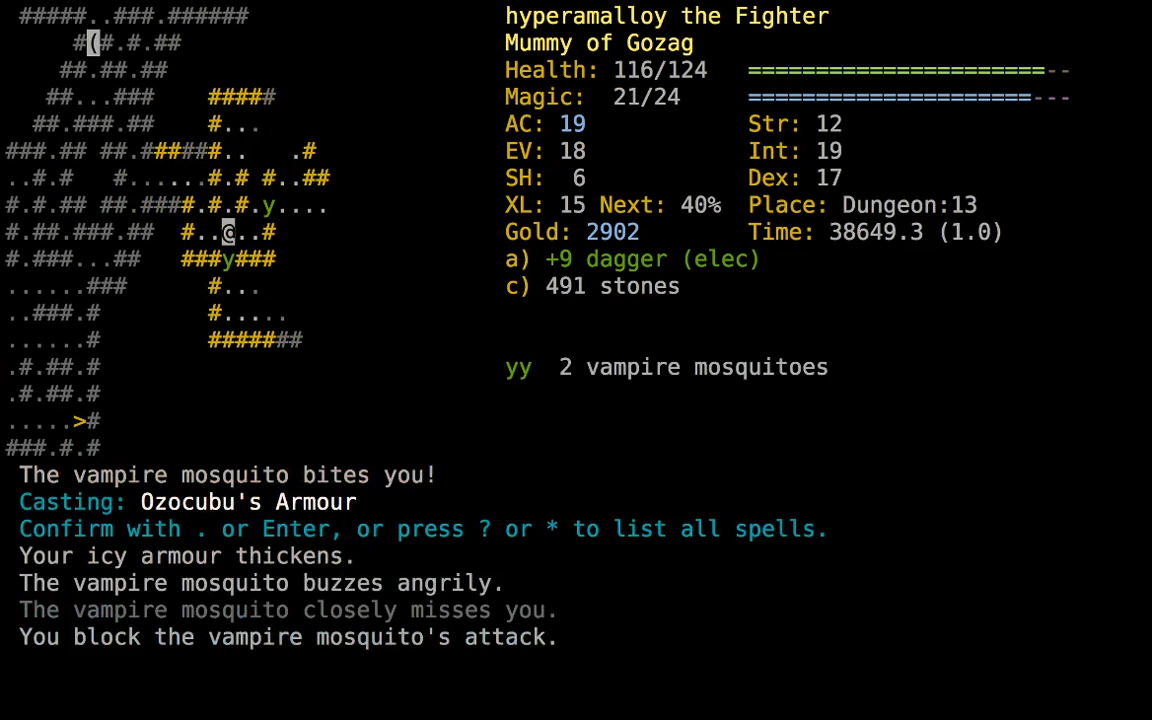 #####..###.###### hyperamalloy the Fighter
#(#.#.## Mummy of Gozag
##.##.## Health: 116/124 ======================--
##...### ##### Magic: 21/24 =====================---
##.###.## #... AC: 19 Str: 12
###.## ##.######.. .# EV: 18 Int: 19
..#.# #......#.# #..## SH: 6 Dex: 17
#.#.## ##.####.#.#.y.... XL: 15 Next: 40% Place: Dungeon:13
#.##.###.## #..@..# Gold: 2902 Time: 38649.3 (1.0)
#.###...## ###y### a) +9 dagger (elec)
......### #... c) 491 stones
..###.# #.....
......# #######
.#.##.# yy 2 vampire mosquitoes
.#.##.#
.....>#
###.#.#
The vampire mosquito bites you!
Casting: Ozocubu's Armour
Confirm with . or Enter, or press ? or * to list all spells.
Your icy armour thickens.
The vampire mosquito buzzes angrily.
The vampire mosquito closely misses you.
You block the vampire mosquito's attack.